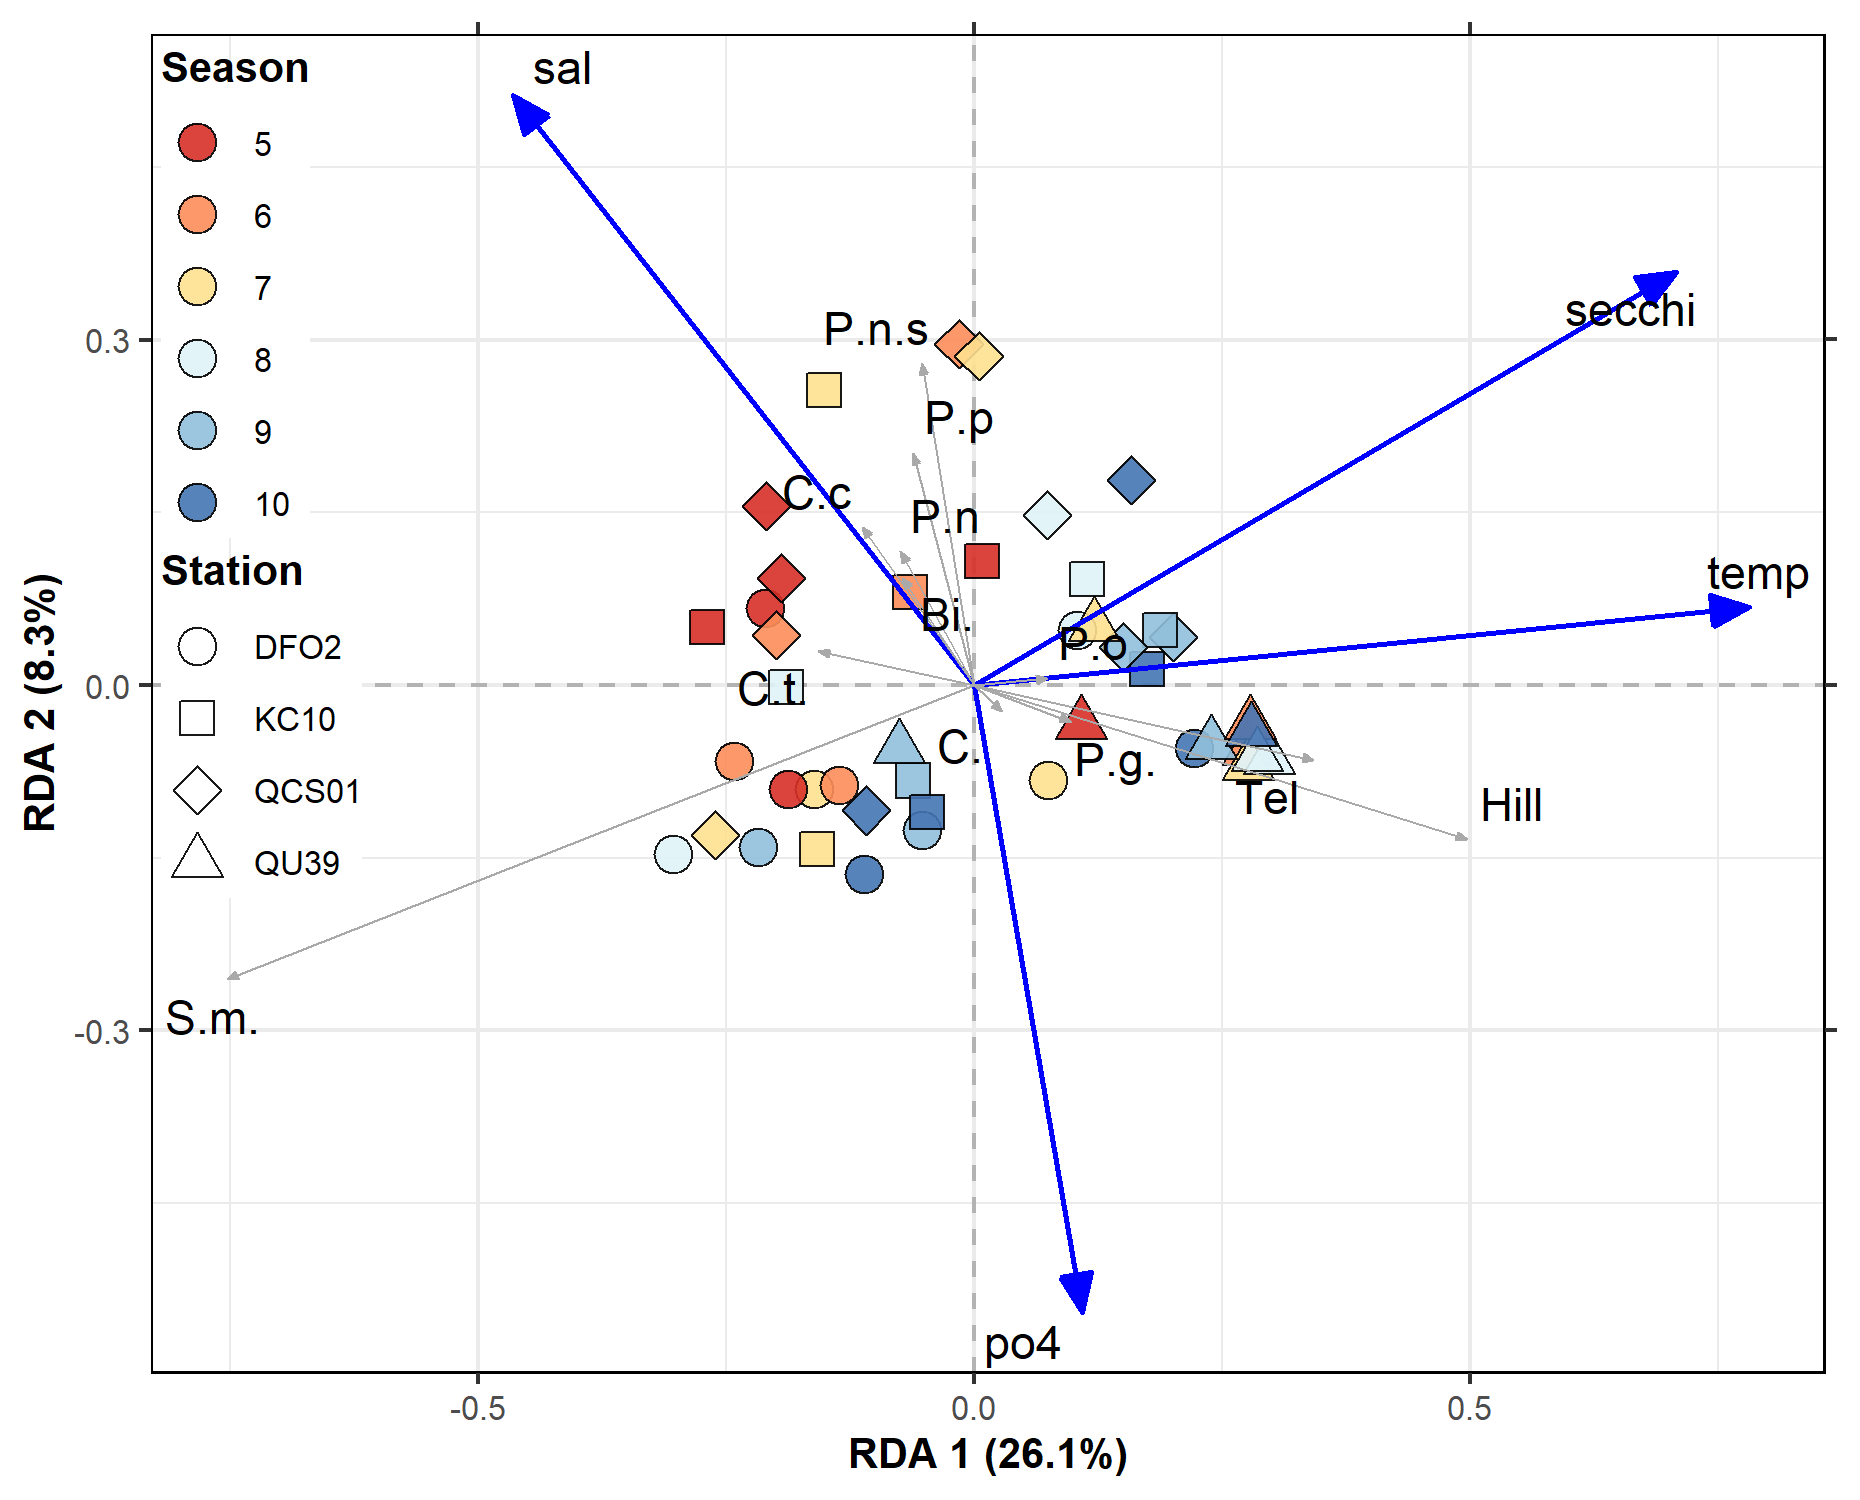 Season
5
6
7
8
9
10
Station
DFO2
KC10
QCS01
QU39
sal
secchi
temp
P.n.s
P.p
C.c
P.n
Bi.
P.o
C.t.
C.
P.g.
Tel
Hill
S.m.
po4
0.3
0.0
-0.3
RDA 2 (8.3%)
-0.5
0.0
0.5
RDA 1 (26.1%)